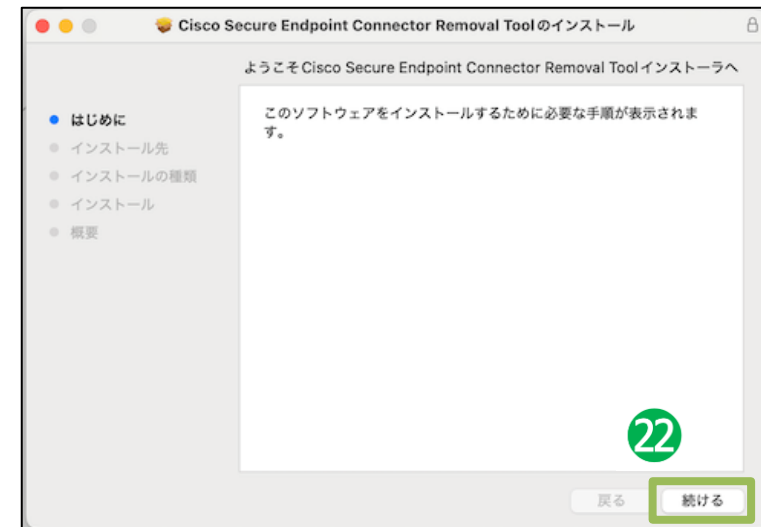 Cisco Secure Endpoint Connector Removal Toolのインストール
ようこそCisco Secure Endpoint Connector Removal Toolインストーラへ
はじめに
インストール先
インストールの種類
インストール
概要
このソフトウェアをインストールするために必要な手順が表示されま
す。
22
戻る
続ける